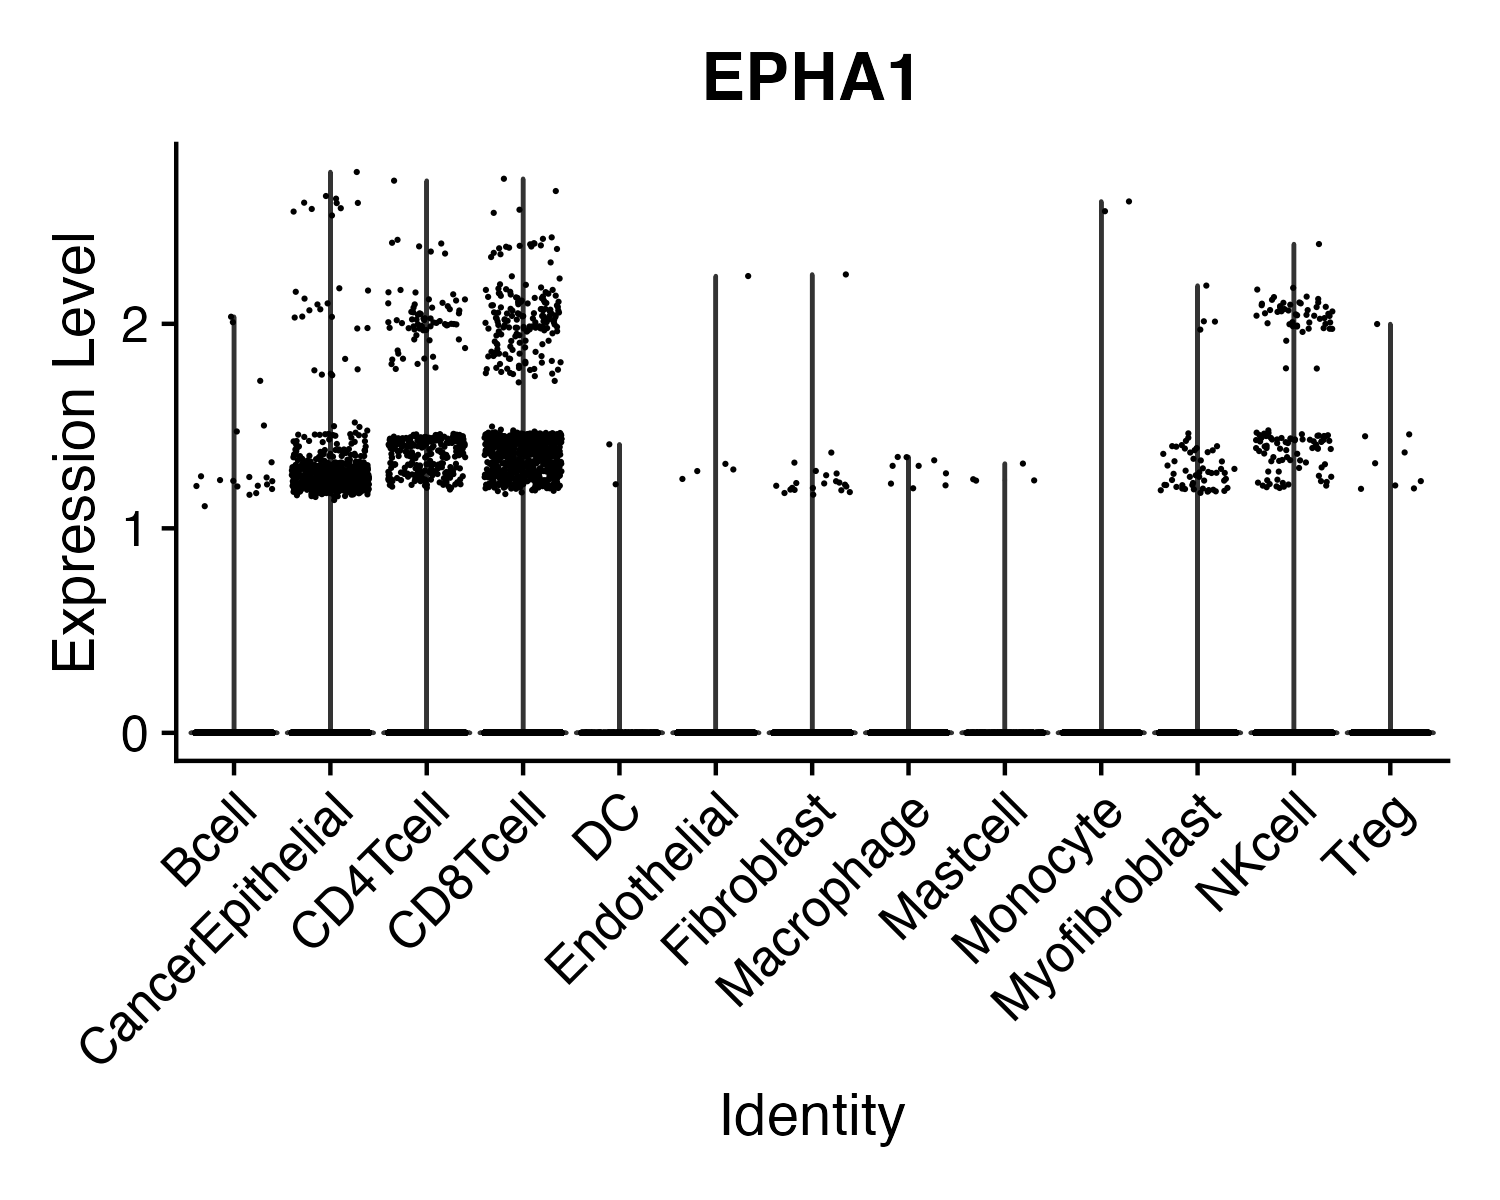 EPHA1
Expression Level
2
1
0
Bcell
CancerEpithelial
CD4Tcell
CD8Tcell
DC
Endothelial
Fibroblast
Macrophage
Mastcell
Monocyte
Myofibroblast
NKcell
Treg
Identity